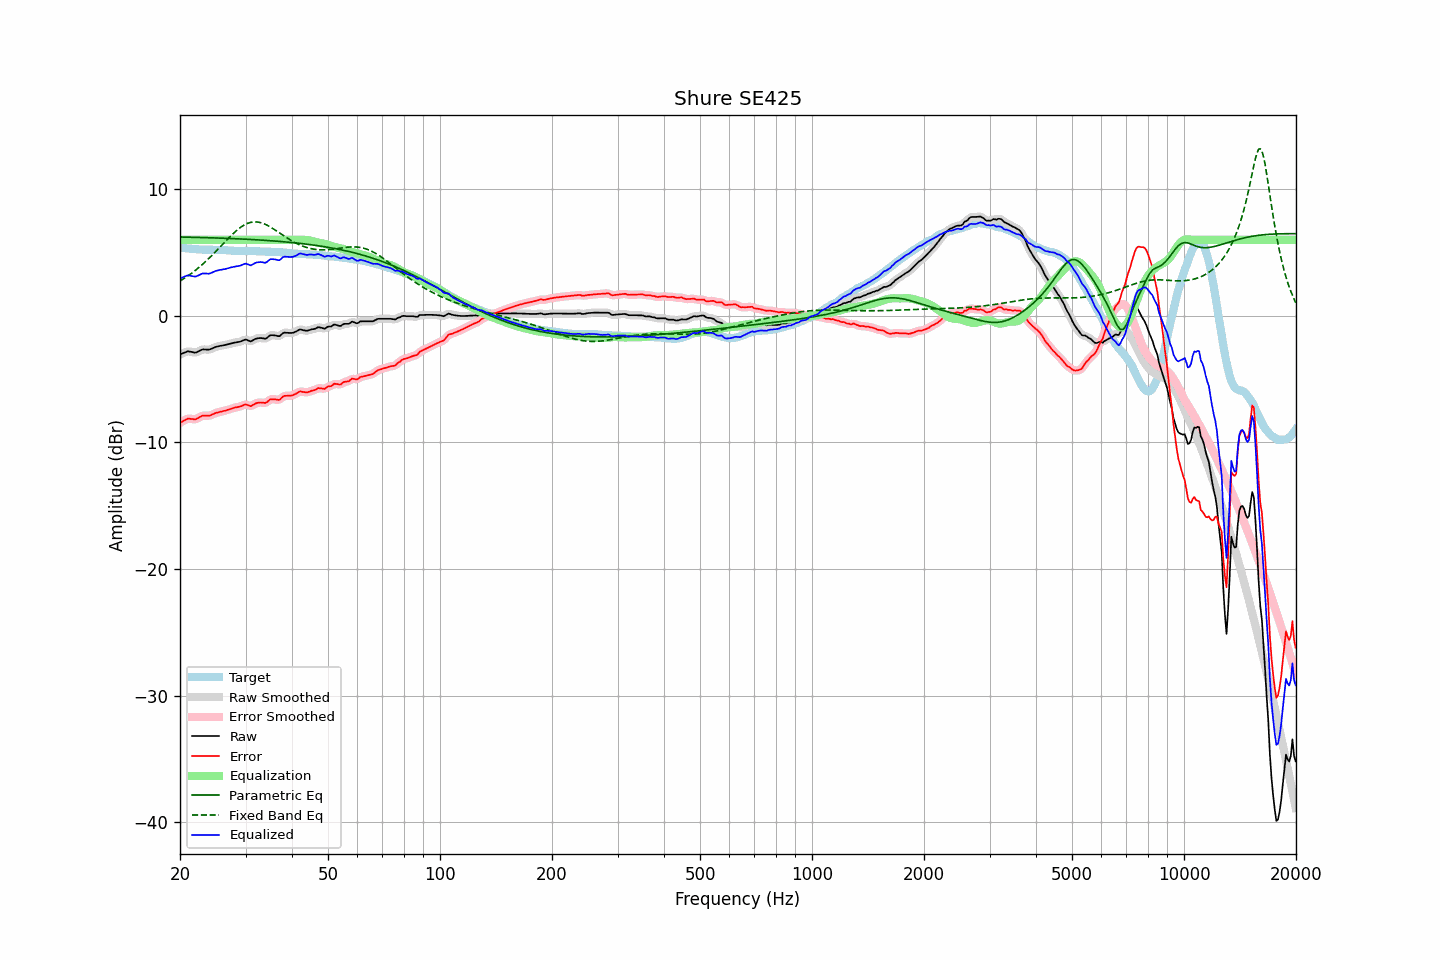 Shure SE425
Amplitude (dBr)
10
0
−10
−20
−30
−40
Target
Raw Smoothed
Error Smoothed
Raw
Error
Equalization
Parametric Eq
Fixed Band Eq
Equalized
20 50 100 200 500 1000 2000 5000 10000 20000
Frequency (Hz)